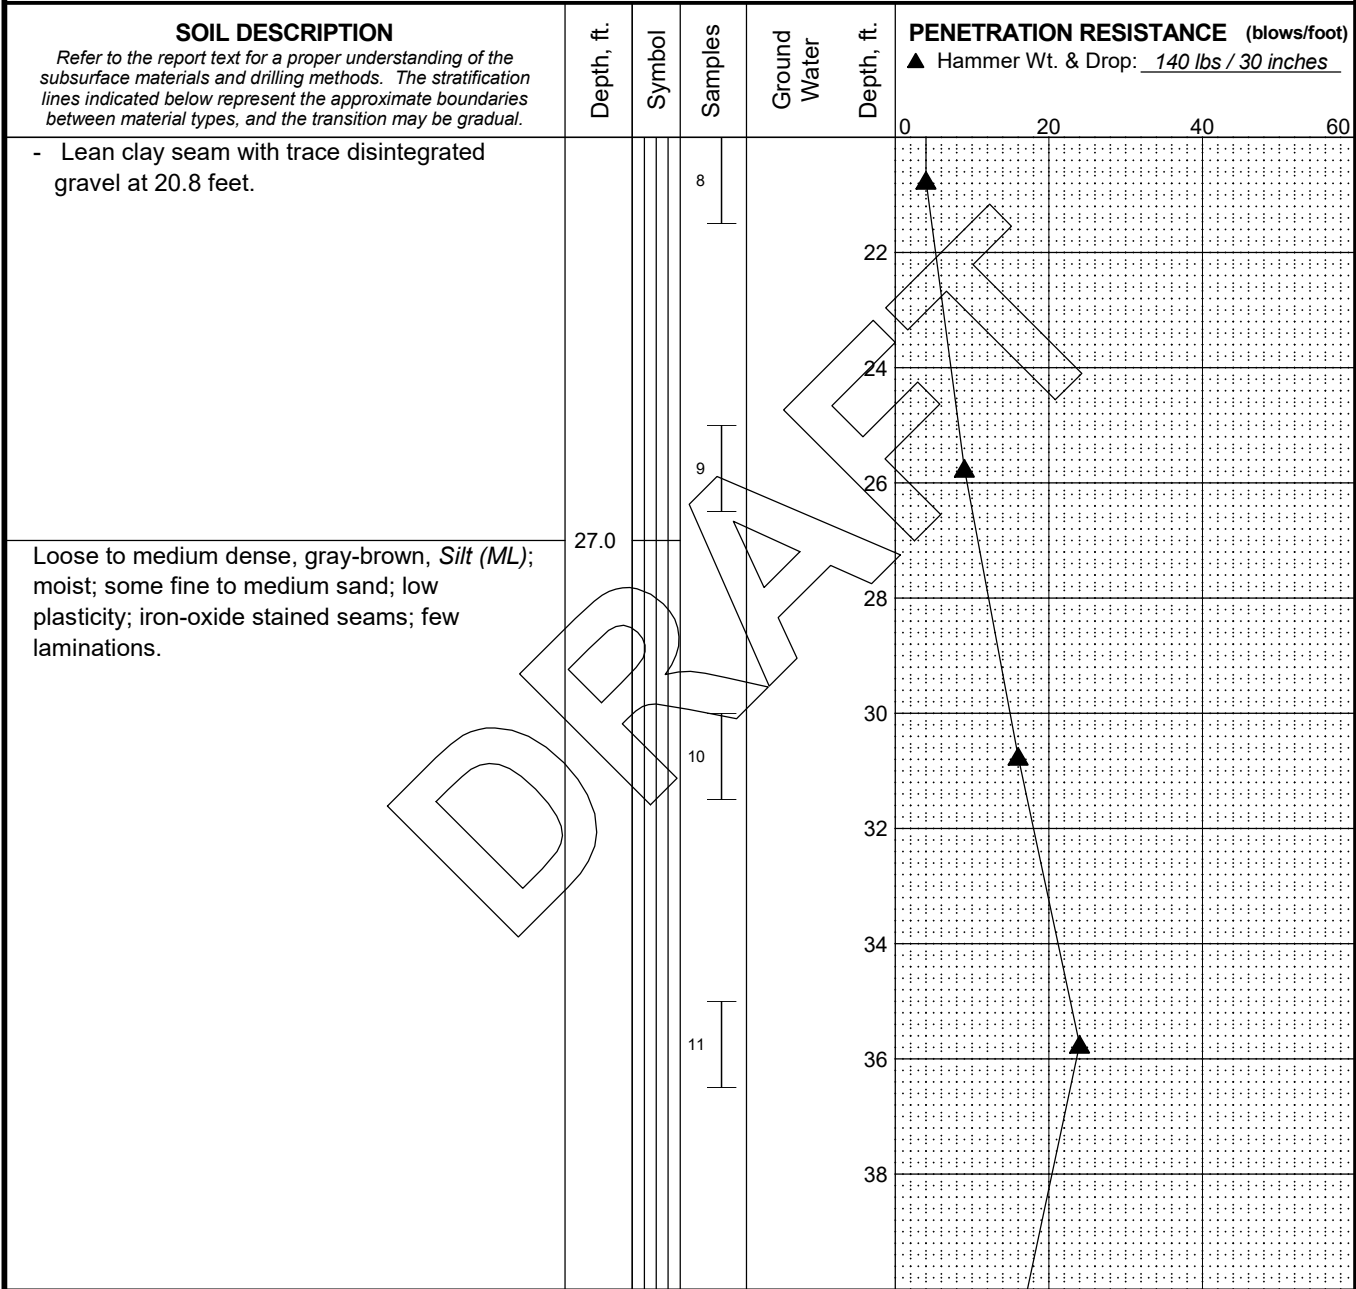 SOIL DESCRIPTION
Refer to the report text for a proper understanding of the
subsurface materials and drilling methods. The stratification
lines indicated below represent the approximate boundaries
between material types, and the transition may be gradual.
Depth, ft.
Symbol
Samples
Ground
Water
Depth, ft.
PENETRATION RESISTANCE (blows/foot)
▲ Hammer Wt. & Drop: 140 lbs / 30 inches
0 20 40 60
- Lean clay seam with trace disintegrated
gravel at 20.8 feet.
8
22
24
9
26
27.0
Loose to medium dense, gray-brown, Silt (ML);
moist; some fine to medium sand; low
plasticity; iron-oxide stained seams; few
laminations.
28
30
10
32
34
11
36
38
DRAFT